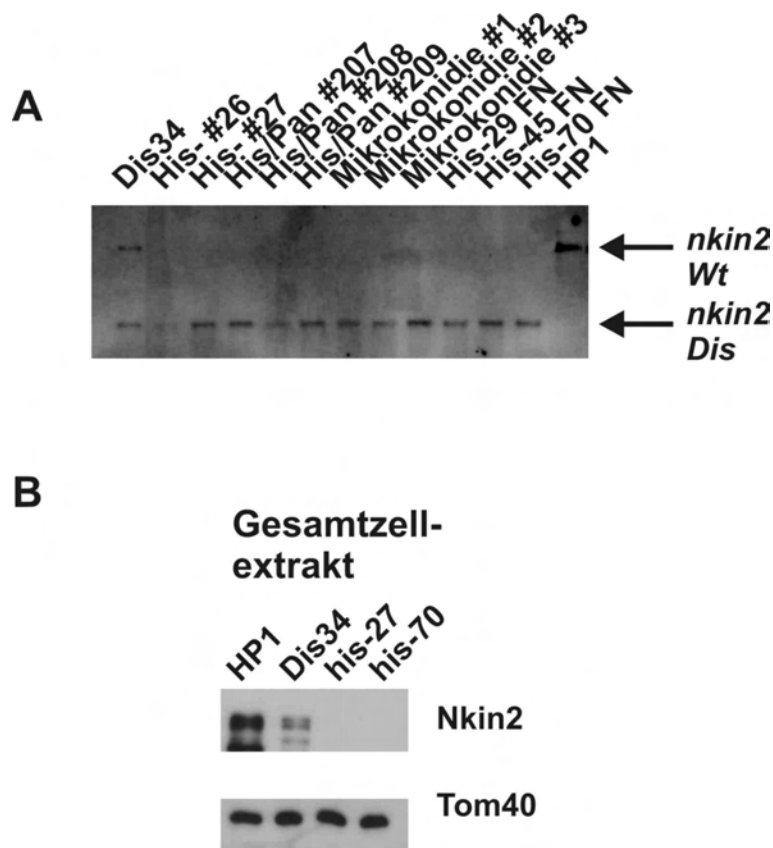 A
Dis34
His- #26
His- #27
His/Pan #207
His/Pan #208
His/Pan #209
Mikrokonidie #1
Mikrokonidie #2
Mikrokonidie #3
His-29 FN
His-45 FN
His-70 FN
HP1
nkin2
Wt
nkin2
Dis
B
Gesamtzell-
extrakt
HP1
Dis34
his-27
his-70
Nkin2
Tom40